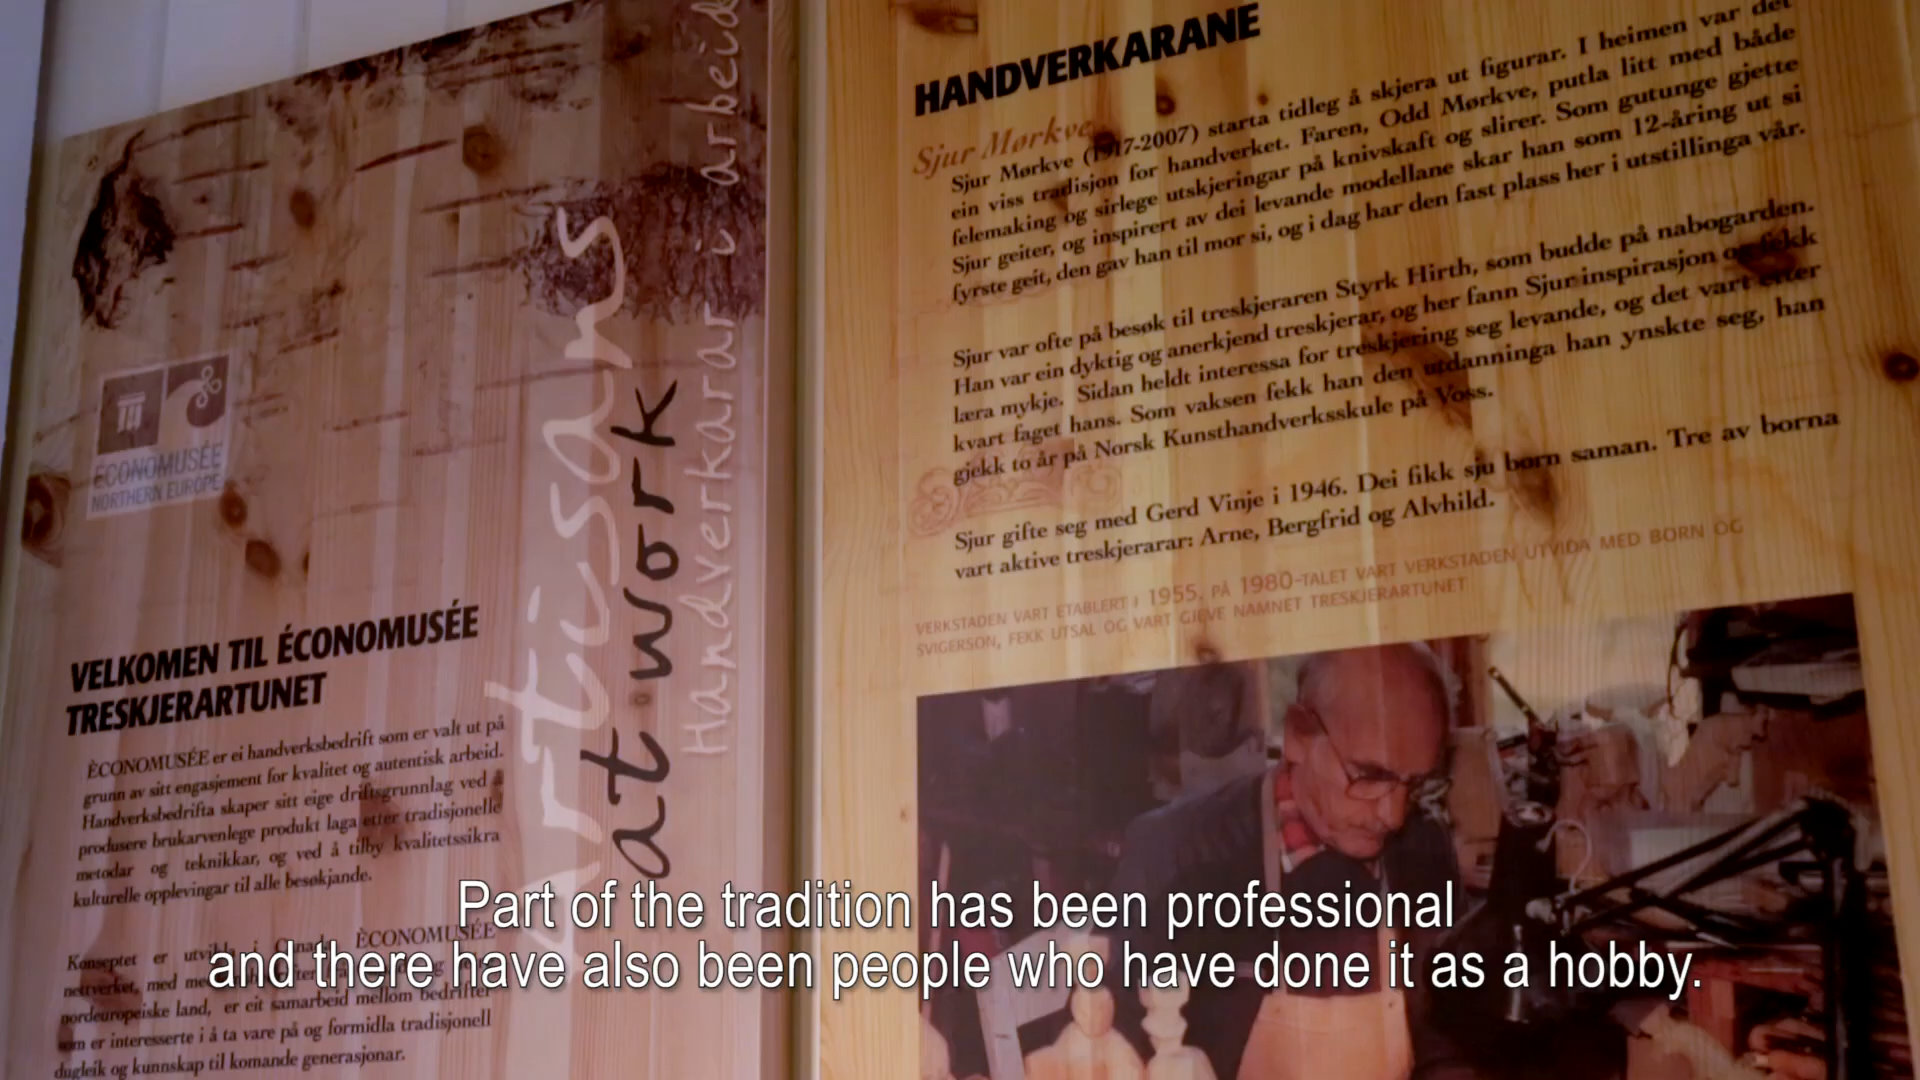 ÉCONOMUSÉE
NORTHERN EUROPE
Artisans
at work
Handverkarar i arbeid
VELKOMEN TIL ÉCONOMUSÉE
TRESKJERARTUNET
ÈCONOMUSÉE er ei handverksbedrift som er valt ut på
grunn av sitt engasjement for kvalitet og autentisk arbeid.
Handverksbedrifta skaper sitt eige driftsgrunnlag ved å
produsere brukarvenlege produkt laga etter tradisjonelle
metodar og teknikkar, og ved å tilby kvalitetssikra
kulturelle opplevingar til alle besøkjande.
Konseptet er i ÈCONOMUSÉE
nettverket, med
nordeuropeiske land, er eit samarbeid mellom bedrifter
som er interesserte i å ta vare på og formidla tradisjonell
dugleik og kunnskap til komande generasjonar.
HANDVERKARANE
Sjur Mørkve
Sjur Mørkve (1917-2007) starta tidleg å skjera ut figurar. I heimen var det
ein viss tradisjon for handverket. Faren, Odd Mørkve, putla litt med både
felemaking og sirlege utskjeringar på knivskaft og slirer. Som gutunge gjette
Sjur geiter, og inspirert av dei levande modellane skar han som 12-åring ut si
fyrste geit, den gav han til mor si, og i dag har den fast plass her i utstillinga vår.
Sjur var ofte på besøk til treskjeraren Styrk Hirth, som budde på nabogarden.
Han var ein dyktig og anerkjend treskjerar, og her fann Sjur inspirasjon og fekk
læra mykje. Sidan heldt interessa for treskjering seg levande, og det vart etter
kvart faget hans. Som vaksen fekk han den utdanninga han ynskte seg, han
gjekk to år på Norsk Kunsthandverksskule på Voss.
Sjur gifte seg med Gerd Vinje i 1946. Dei fikk sju born saman. Tre av borna
vart aktive treskjerarar: Arne, Bergfrid og Alvhild.
VERKSTADEN VART ETABLERT I 1955. PÅ 1980-TALET VART VERKSTADEN UTVIDA MED BORN OG
SVIGERSON, FEKK UTSAL OG VART GJEVE NAMNET TRESKJERARTUNET
Part of the tradition has been professional
and there have also been people who have done it as a hobby.